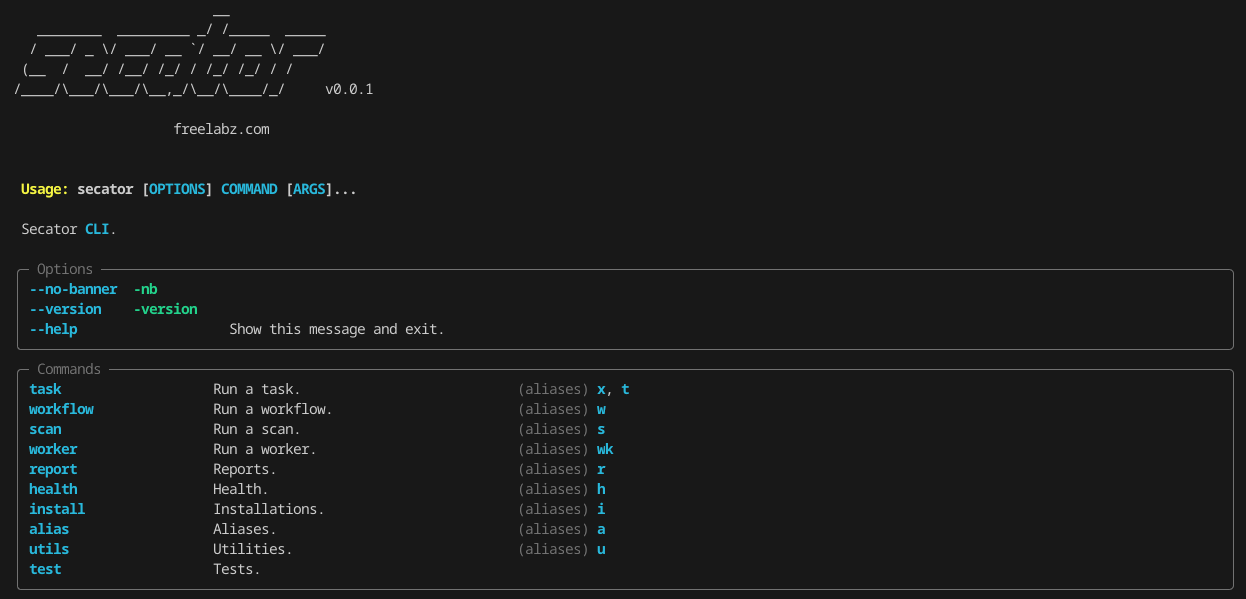 __
   ________  _________ _/ /_____  _____
  / ___/ _ \/ ___/ __ `/ __/ __ \/ ___/
 (__  /  __/ /__/ /_/ / /_/ /_/ / /
/____/\___/\___/\__,_/\__/\____/_/     v0.0.1
freelabz.com
Usage: secator [OPTIONS] COMMAND [ARGS]...
Secator CLI.
Options
--no-banner  -nb
--version    -version
--help                   Show this message and exit.
Commands
task                   Run a task.                           (aliases) x, t
workflow               Run a workflow.                       (aliases) w
scan                   Run a scan.                           (aliases) s
worker                 Run a worker.                         (aliases) wk
report                 Reports.                              (aliases) r
health                 Health.                               (aliases) h
install                Installations.                        (aliases) i
alias                  Aliases.                              (aliases) a
utils                  Utilities.                            (aliases) u
test                   Tests.